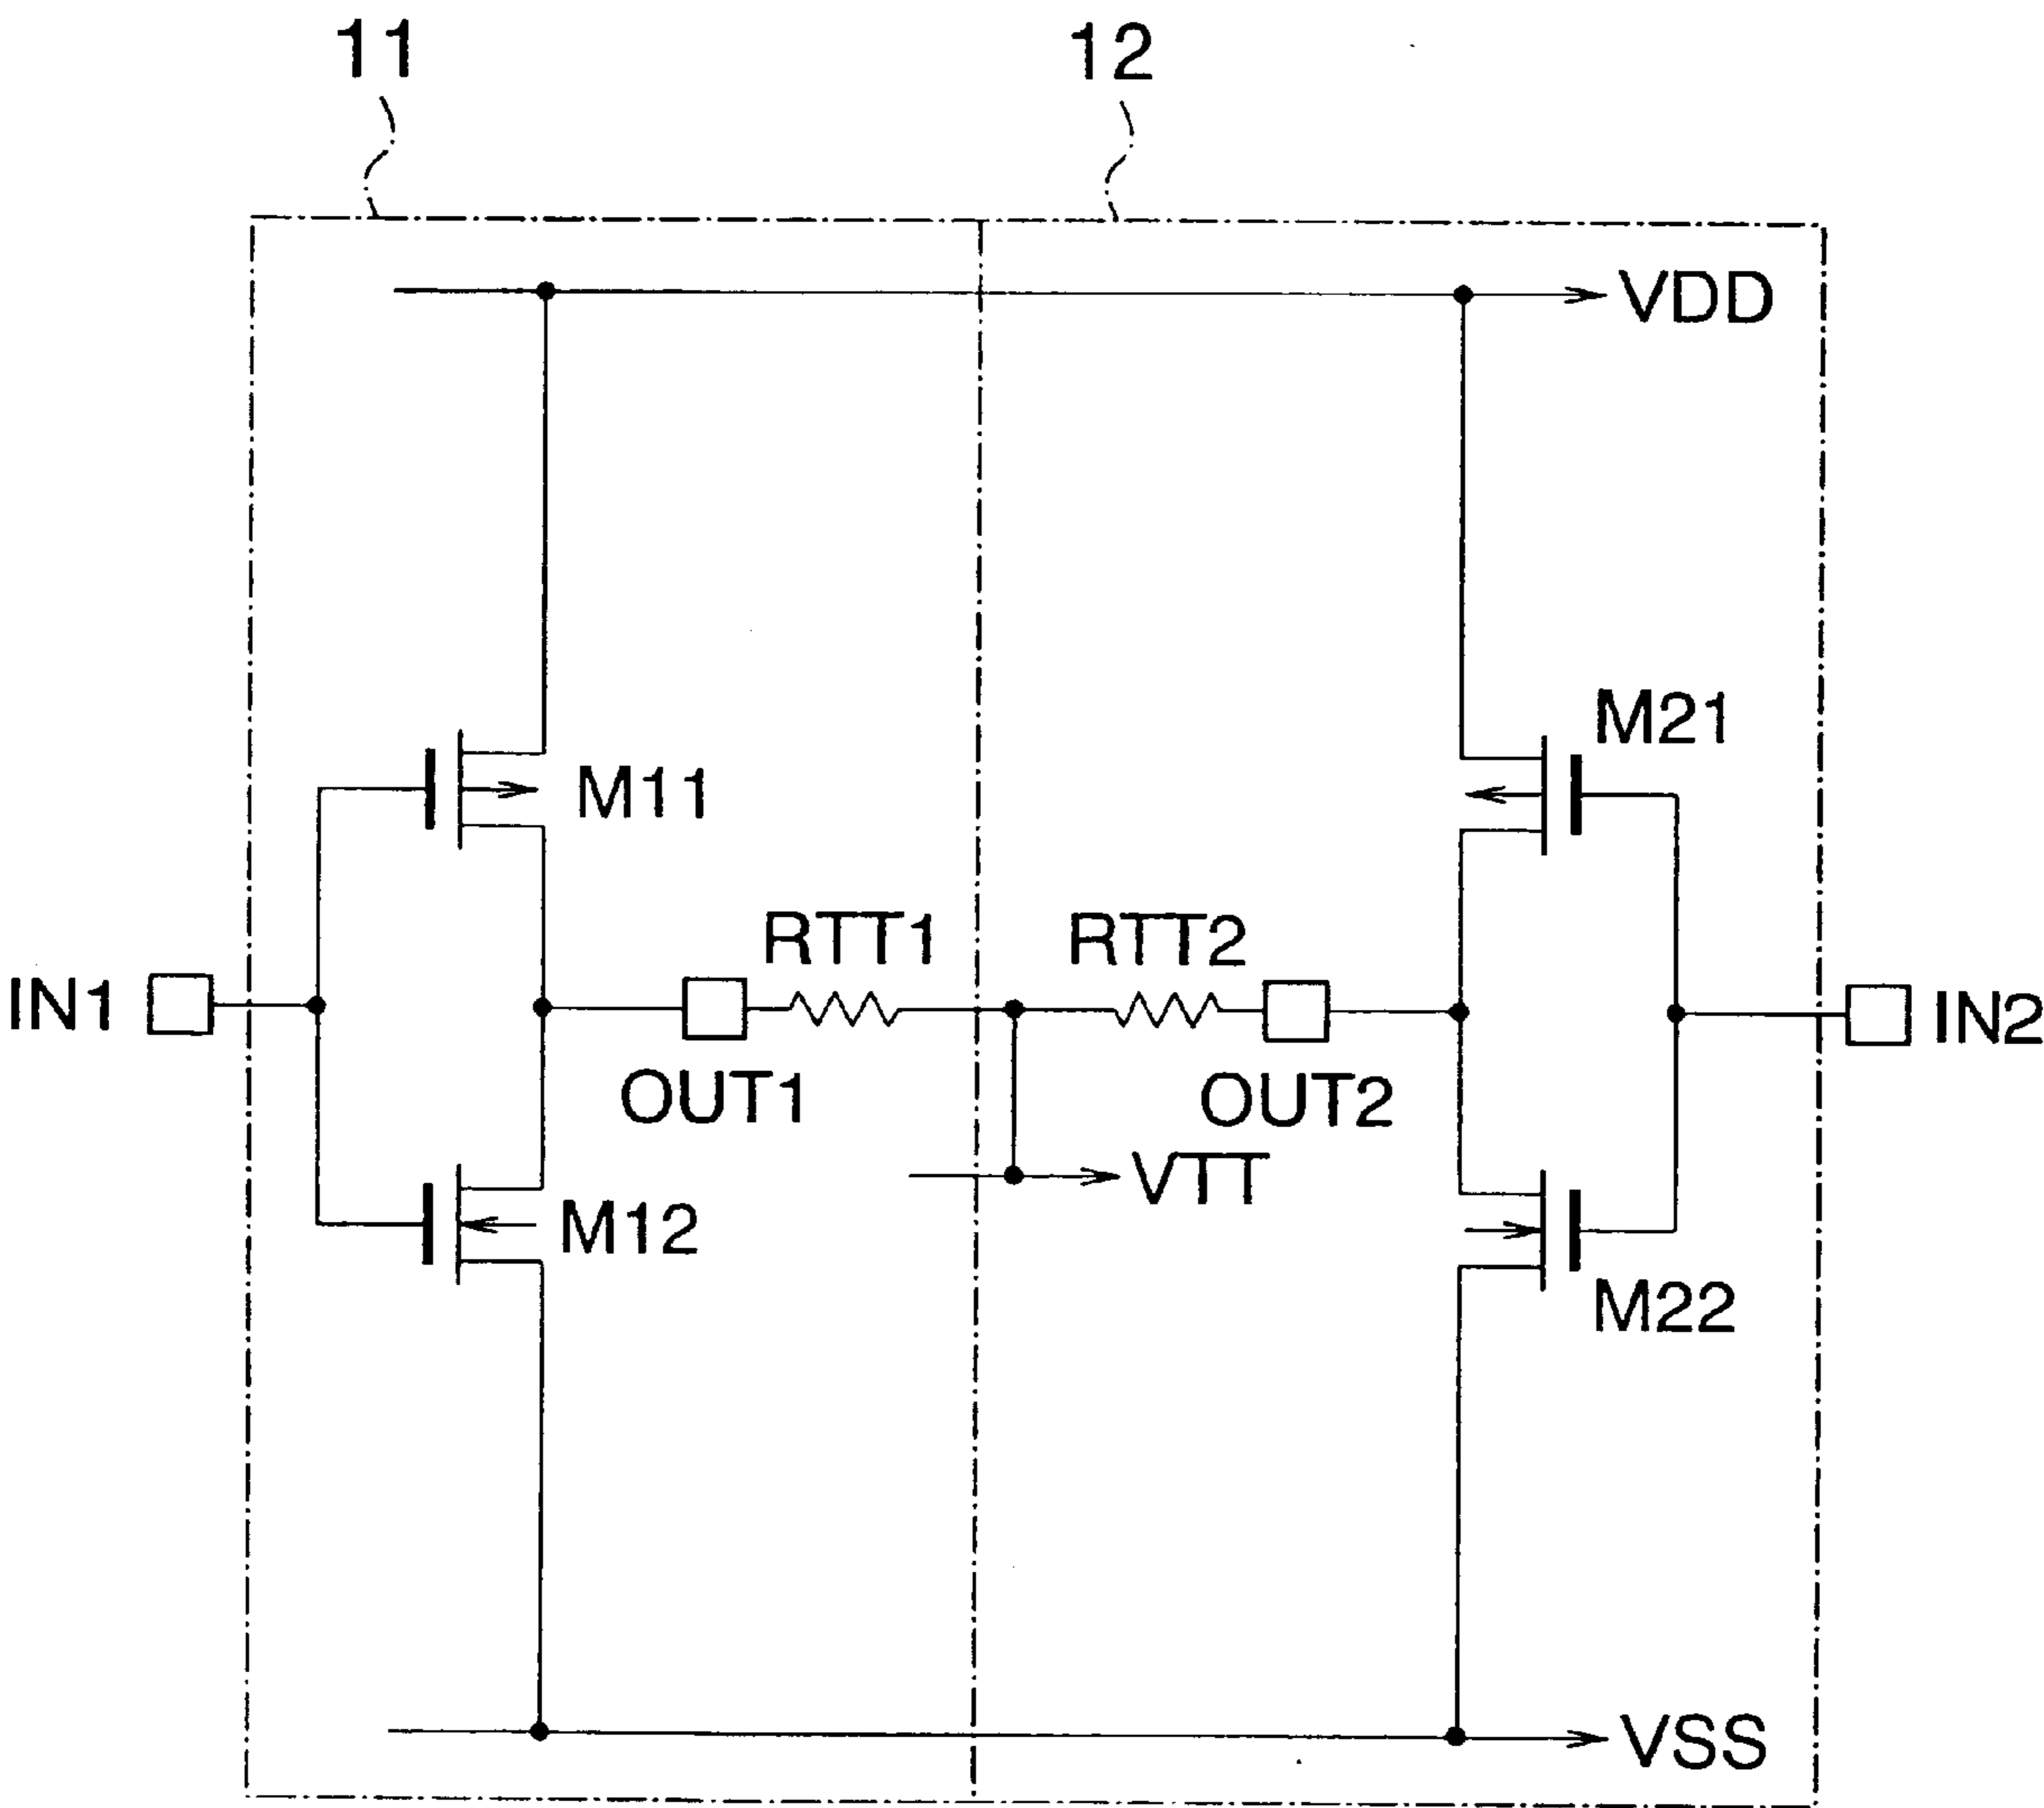 11
12
VDD
M21
M11
RTT1
RTT2
IN1
IN2
OUT1
OUT2
VTT
M12
M22
VSS